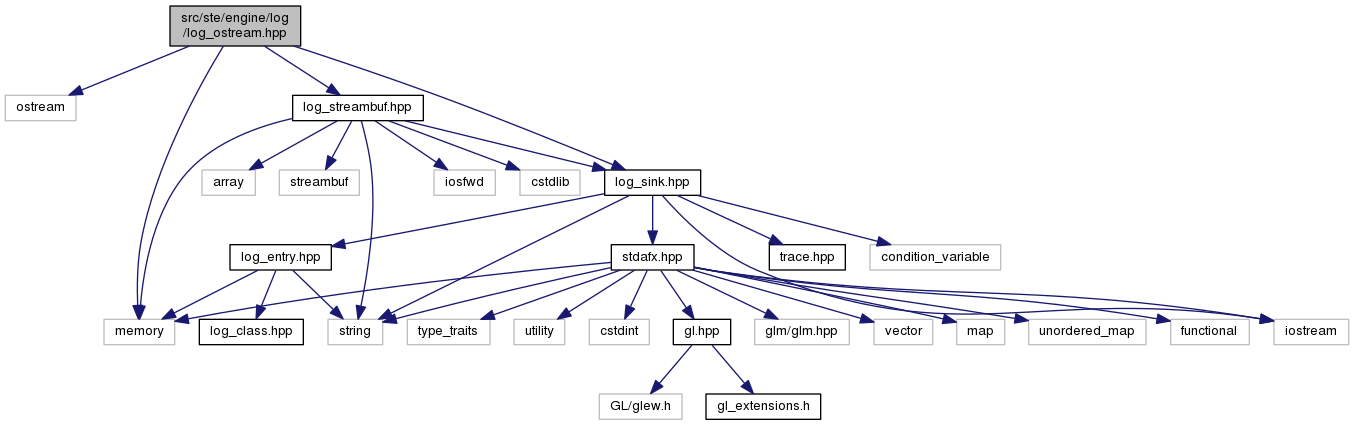 src/ste/engine/log
/log_ostream.hpp
ostream
log_streambuf.hpp
array
streambuf
iosfwd
cstdlib
log_sink.hpp
log_entry.hpp
stdafx.hpp
trace.hpp
condition_variable
memory
log_class.hpp
string
type_traits
utility
cstdint
gl.hpp
glm/glm.hpp
vector
map
unordered_map
functional
iostream
GL/glew.h
gl_extensions.h